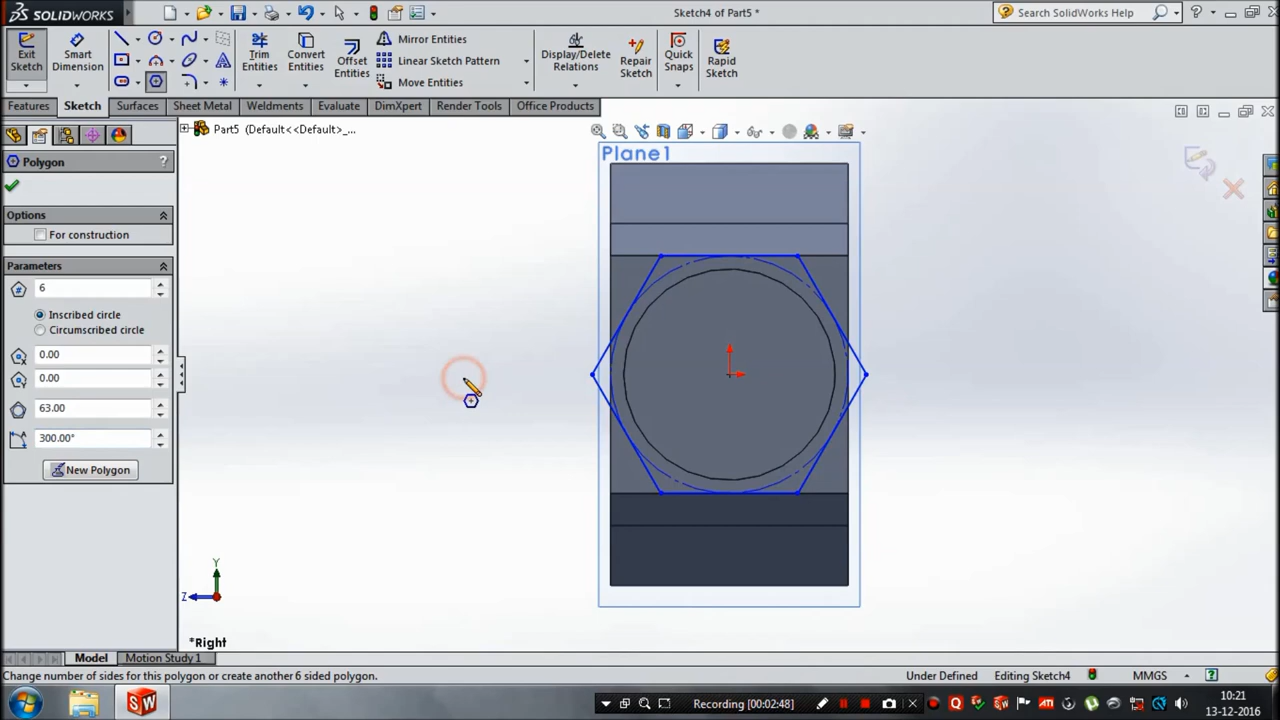 SOLIDWORKS
Sketch4 of Part5 *
Search SolidWorks Help
Exit Sketch
Smart Dimension
Trim Entities
Convert Entities
Offset Entities
Mirror Entities
Linear Sketch Pattern
Move Entities
Display/Delete Relations
Repair Sketch
Quick Snaps
Rapid Sketch
Features
Sketch
Surfaces
Sheet Metal
Weldments
Evaluate
DimXpert
Render Tools
Office Products
Part5 (Default<<Default>_...
Polygon
?
Options
For construction
Parameters
6
Inscribed circle
Circumscribed circle
0.00
0.00
63.00
300.00°
New Polygon
Plane1
Y
Z
*Right
Model
Motion Study 1
Change number of sides for this polygon or create another 6 sided polygon.
Under Defined
Editing Sketch4
MMGS
Recording [00:02:48]
10:21
13-12-2016